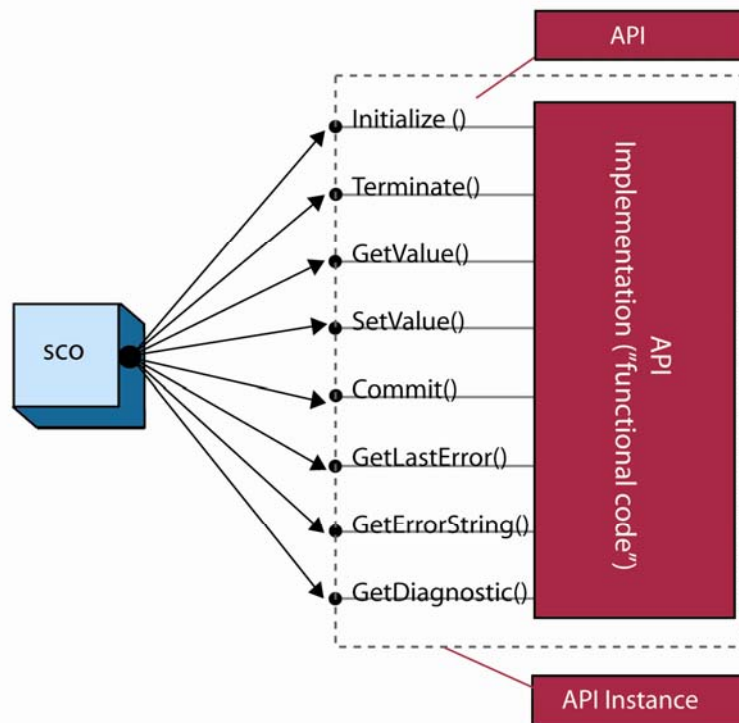 API
Initialize ()
Terminate()
GetValue()
SetValue()
Commit()
GetLastError()
GetErrorString()
GetDiagnostic()
SCO
API
Implementation ("functional code")
API Instance